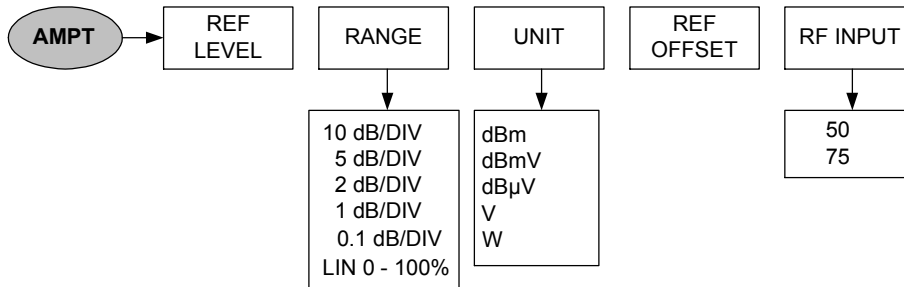 AMPT
REF
LEVEL
RANGE
UNIT
REF
OFFSET
RF INPUT
10 dB/DIV
5 dB/DIV
2 dB/DIV
1 dB/DIV
0.1 dB/DIV
LIN 0 - 100%
dBm
dBmV
dBµV
V
W
50
75